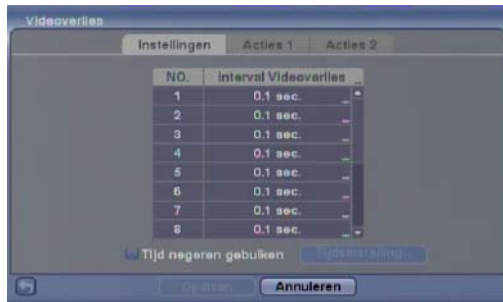 Videoverlies
Instellingen Acties 1 Acties 2
NO. Interval Videoverlies
1 0.1 sec.
2 0.1 sec.
3 0.1 sec.
4 0.1 sec.
5 0.1 sec.
6 0.1 sec.
7 0.1 sec.
8 0.1 sec.
Tijd negeren gebuiken Tijdsinstelling...
Opslaan Annuleren